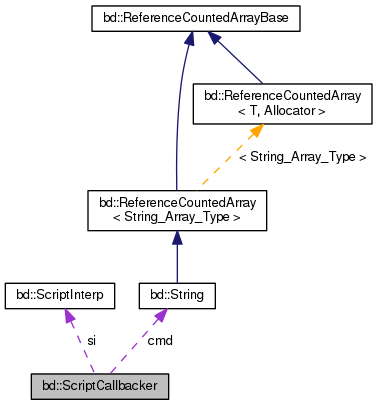 bd::ReferenceCountedArrayBase
bd::ReferenceCountedArray
< T, Allocator >
< String_Array_Type >
bd::ReferenceCountedArray
< String_Array_Type >
bd::ScriptInterp
bd::String
si
cmd
bd::ScriptCallbacker